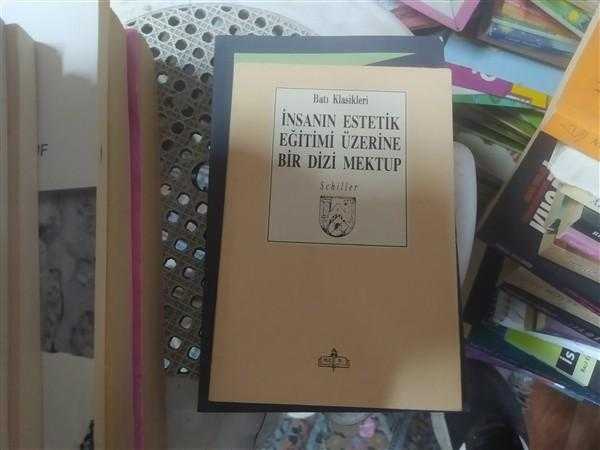 Batı Klasikleri
İNSANIN ESTETİK
EĞİTİMİ ÜZERİNE
BİR DİZİ MEKTUP
Schiller